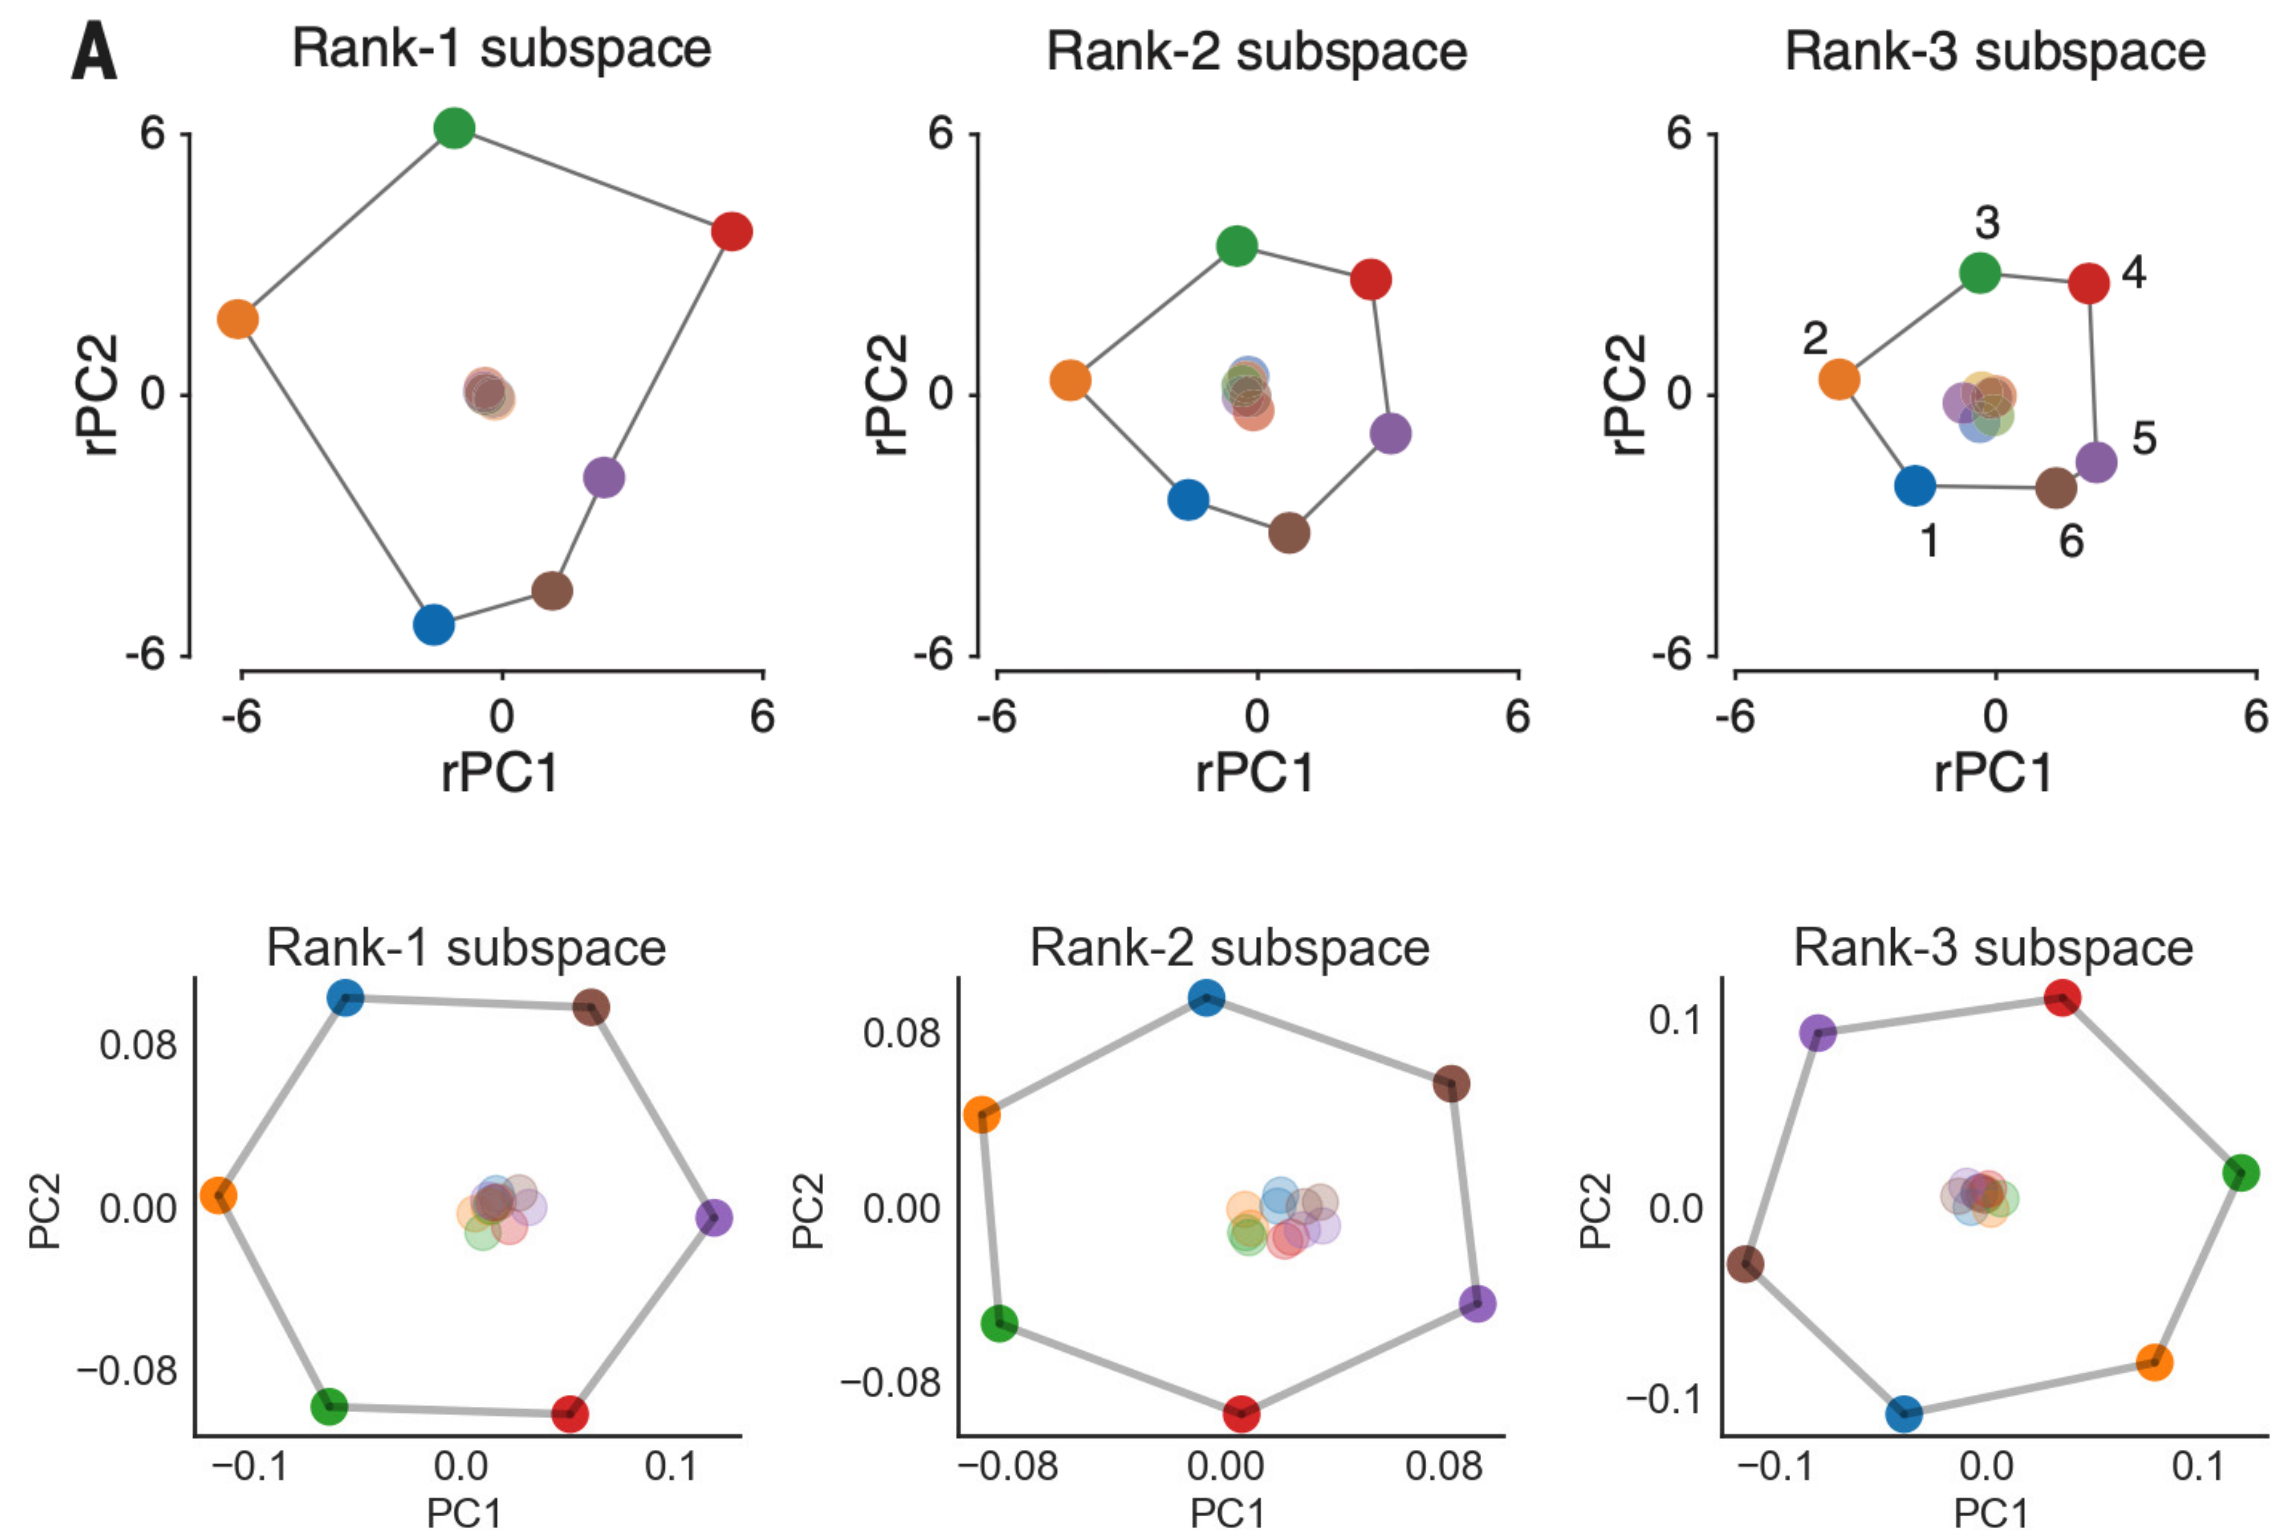 A
Rank-1 subspace
Rank-2 subspace
Rank-3 subspace
6
0
-6
rPC2
-6 0 6
rPC1
6
0
-6
rPC2
-6 0 6
rPC1
6
0
-6
rPC2
3
4
2
5
1
6
-6 0 6
rPC1
Rank-1 subspace
Rank-2 subspace
Rank-3 subspace
0.08
0.00
−0.08
PC2
−0.1 0.0 0.1
PC1
0.08
0.00
−0.08
PC2
−0.08 0.00 0.08
PC1
0.1
0.0
−0.1
PC2
−0.1 0.0 0.1
PC1